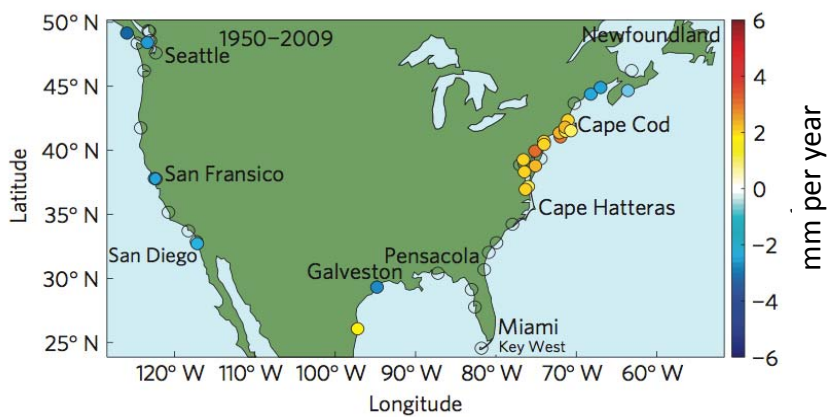 50° N
45° N
40° N
35° N
30° N
25° N
Latitude
1950–2009
Seattle
San Fransico
San Diego
Galveston
Pensacola
Miami
Key West
Cape Hatteras
Cape Cod
Newfoundland
120° W
110° W
100° W
90° W
80° W
70° W
60° W
Longitude
6
4
2
0
−2
−4
−6
mm per year